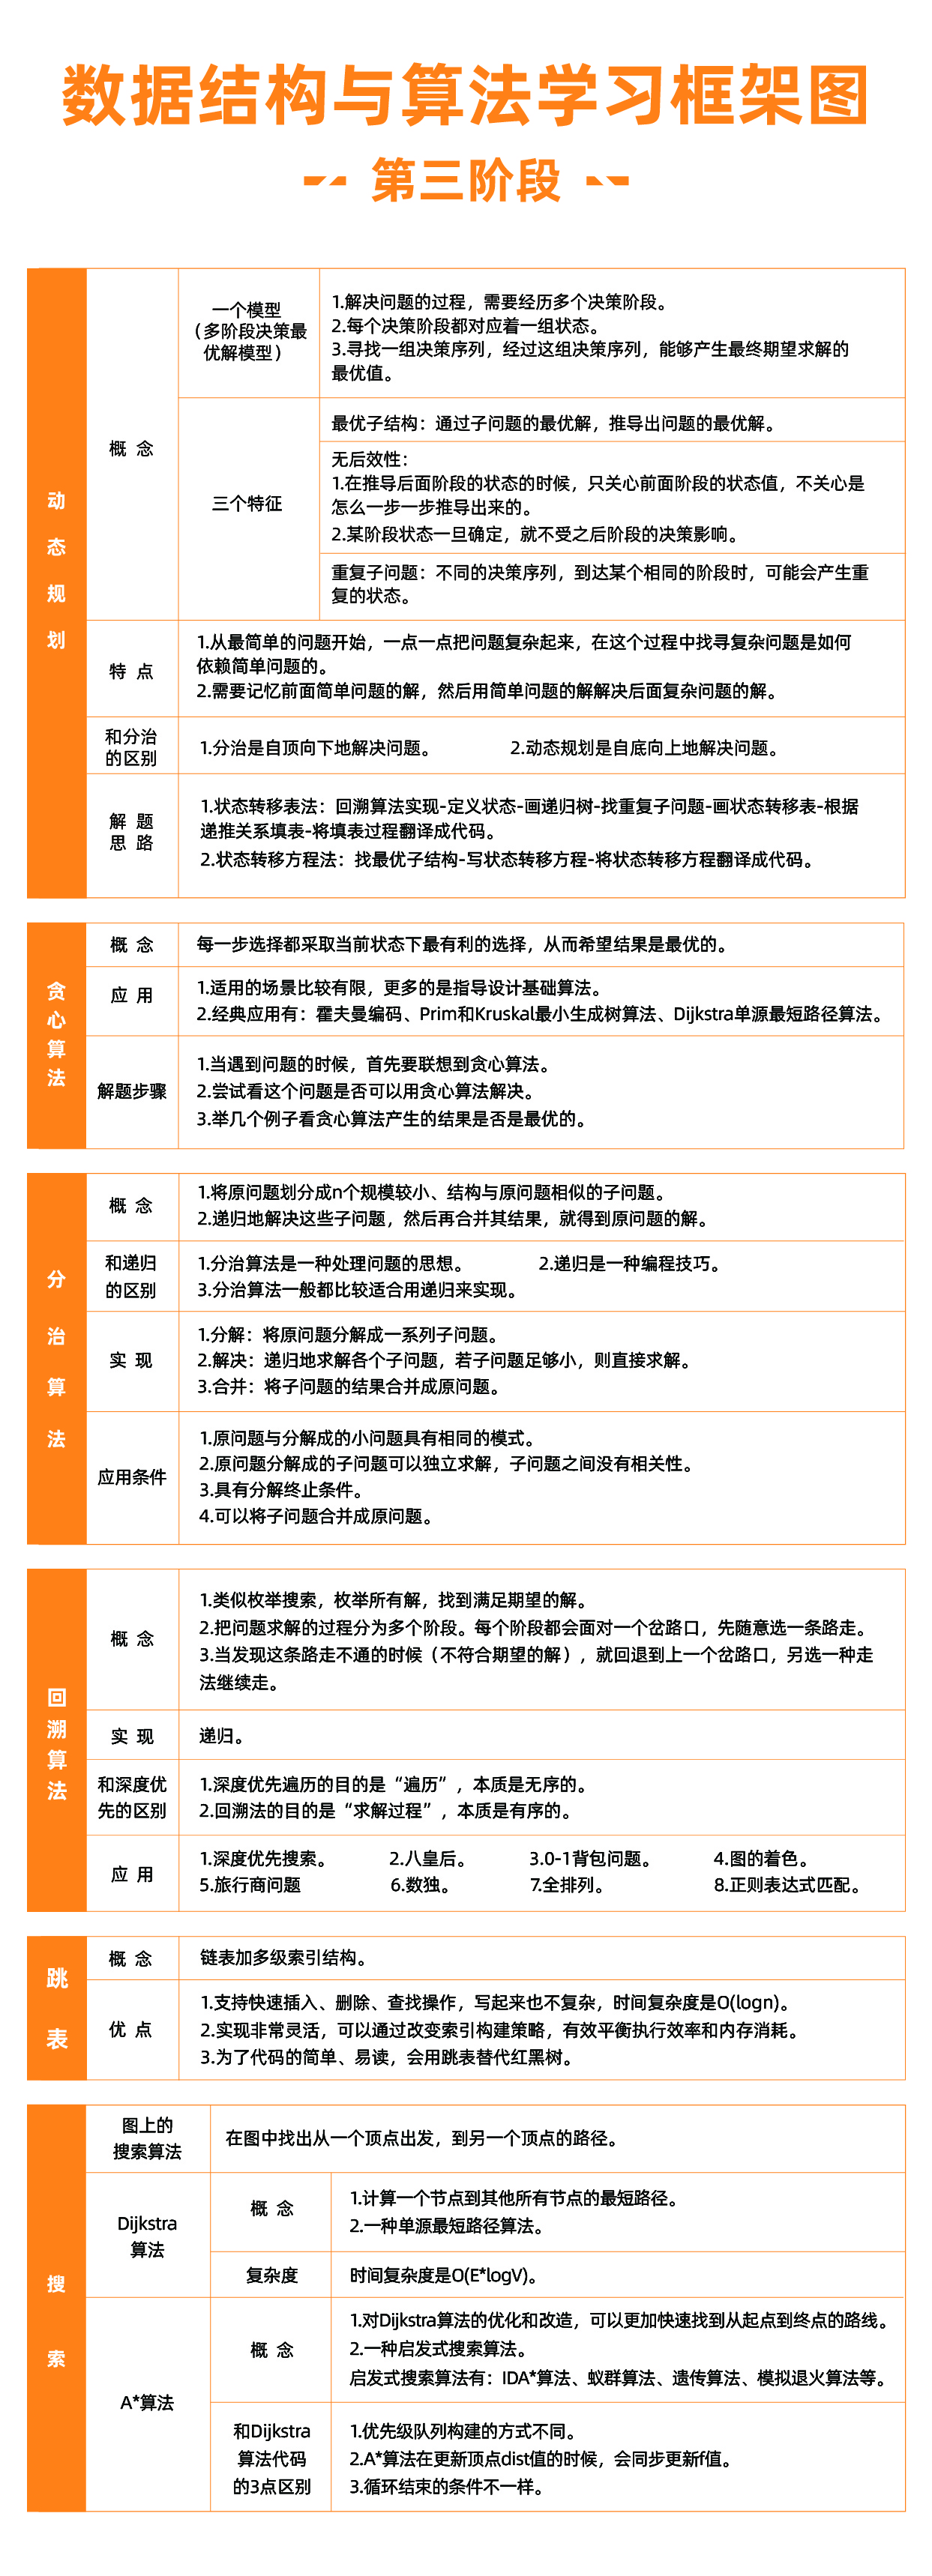 数据结构与算法学习框架图
第三阶段
动态规划
概 念
一个模型
（多阶段决策最
优解模型）
1.解决问题的过程，需要经历多个决策阶段。
2.每个决策阶段都对应着一组状态。
3.寻找一组决策序列，经过这组决策序列，能够产生最终期望求解的
最优值。
三个特征
最优子结构：通过子问题的最优解，推导出问题的最优解。
无后效性：
1.在推导后面阶段的状态的时候，只关心前面阶段的状态值，不关心是
怎么一步一步推导出来的。
2.某阶段状态一旦确定，就不受之后阶段的决策影响。
重复子问题：不同的决策序列，到达某个相同的阶段时，可能会产生重
复的状态。
特 点
1.从最简单的问题开始，一点一点把问题复杂起来，在这个过程中找寻复杂问题是如何
依赖简单问题的。
2.需要记忆前面简单问题的解，然后用简单问题的解解决后面复杂问题的解。
和分治
的区别
1.分治是自顶向下地解决问题。 2.动态规划是自底向上地解决问题。
解 题
思 路
1.状态转移表法：回溯算法实现-定义状态-画递归树-找重复子问题-画状态转移表-根据
递推关系填表-将填表过程翻译成代码。
2.状态转移方程法：找最优子结构-写状态转移方程-将状态转移方程翻译成代码。
贪心算法
概 念
每一步选择都采取当前状态下最有利的选择，从而希望结果是最优的。
应 用
1.适用的场景比较有限，更多的是指导设计基础算法。
2.经典应用有：霍夫曼编码、Prim和Kruskal最小生成树算法、Dijkstra单源最短路径算法。
解题步骤
1.当遇到问题的时候，首先要联想到贪心算法。
2.尝试看这个问题是否可以用贪心算法解决。
3.举几个例子看贪心算法产生的结果是否是最优的。
分治算法
概 念
1.将原问题划分成n个规模较小、结构与原问题相似的子问题。
2.递归地解决这些子问题，然后再合并其结果，就得到原问题的解。
和递归
的区别
1.分治算法是一种处理问题的思想。 2.递归是一种编程技巧。
3.分治算法一般都比较适合用递归来实现。
实 现
1.分解：将原问题分解成一系列子问题。
2.解决：递归地求解各个子问题，若子问题足够小，则直接求解。
3.合并：将子问题的结果合并成原问题。
应用条件
1.原问题与分解成的小问题具有相同的模式。
2.原问题分解成的子问题可以独立求解，子问题之间没有相关性。
3.具有分解终止条件。
4.可以将子问题合并成原问题。
回溯算法
概 念
1.类似枚举搜索，枚举所有解，找到满足期望的解。
2.把问题求解的过程分为多个阶段。每个阶段都会面对一个岔路口，先随意选一条路走。
3.当发现这条路走不通的时候（不符合期望的解），就回退到上一个岔路口，另选一种走
法继续走。
实 现
递归。
和深度优
先的区别
1.深度优先遍历的目的是“遍历”，本质是无序的。
2.回溯法的目的是“求解过程”，本质是有序的。
应 用
1.深度优先搜索。 2.八皇后。 3.0-1背包问题。 4.图的着色。
5.旅行商问题 6.数独。 7.全排列。 8.正则表达式匹配。
跳表
概 念
链表加多级索引结构。
优 点
1.支持快速插入、删除、查找操作，写起来也不复杂，时间复杂度是O(logn)。
2.实现非常灵活，可以通过改变索引构建策略，有效平衡执行效率和内存消耗。
3.为了代码的简单、易读，会用跳表替代红黑树。
搜索
图上的
搜索算法
在图中找出从一个顶点出发，到另一个顶点的路径。
Dijkstra
算法
概 念
1.计算一个节点到其他所有节点的最短路径。
2.一种单源最短路径算法。
复杂度
时间复杂度是O(E*logV)。
A*算法
概 念
1.对Dijkstra算法的优化和改造，可以更加快速找到从起点到终点的路线。
2.一种启发式搜索算法。
启发式搜索算法有：IDA*算法、蚁群算法、遗传算法、模拟退火算法等。
和Dijkstra
算法代码
的3点区别
1.优先级队列构建的方式不同。
2.A*算法在更新顶点dist值的时候，会同步更新f值。
3.循环结束的条件不一样。